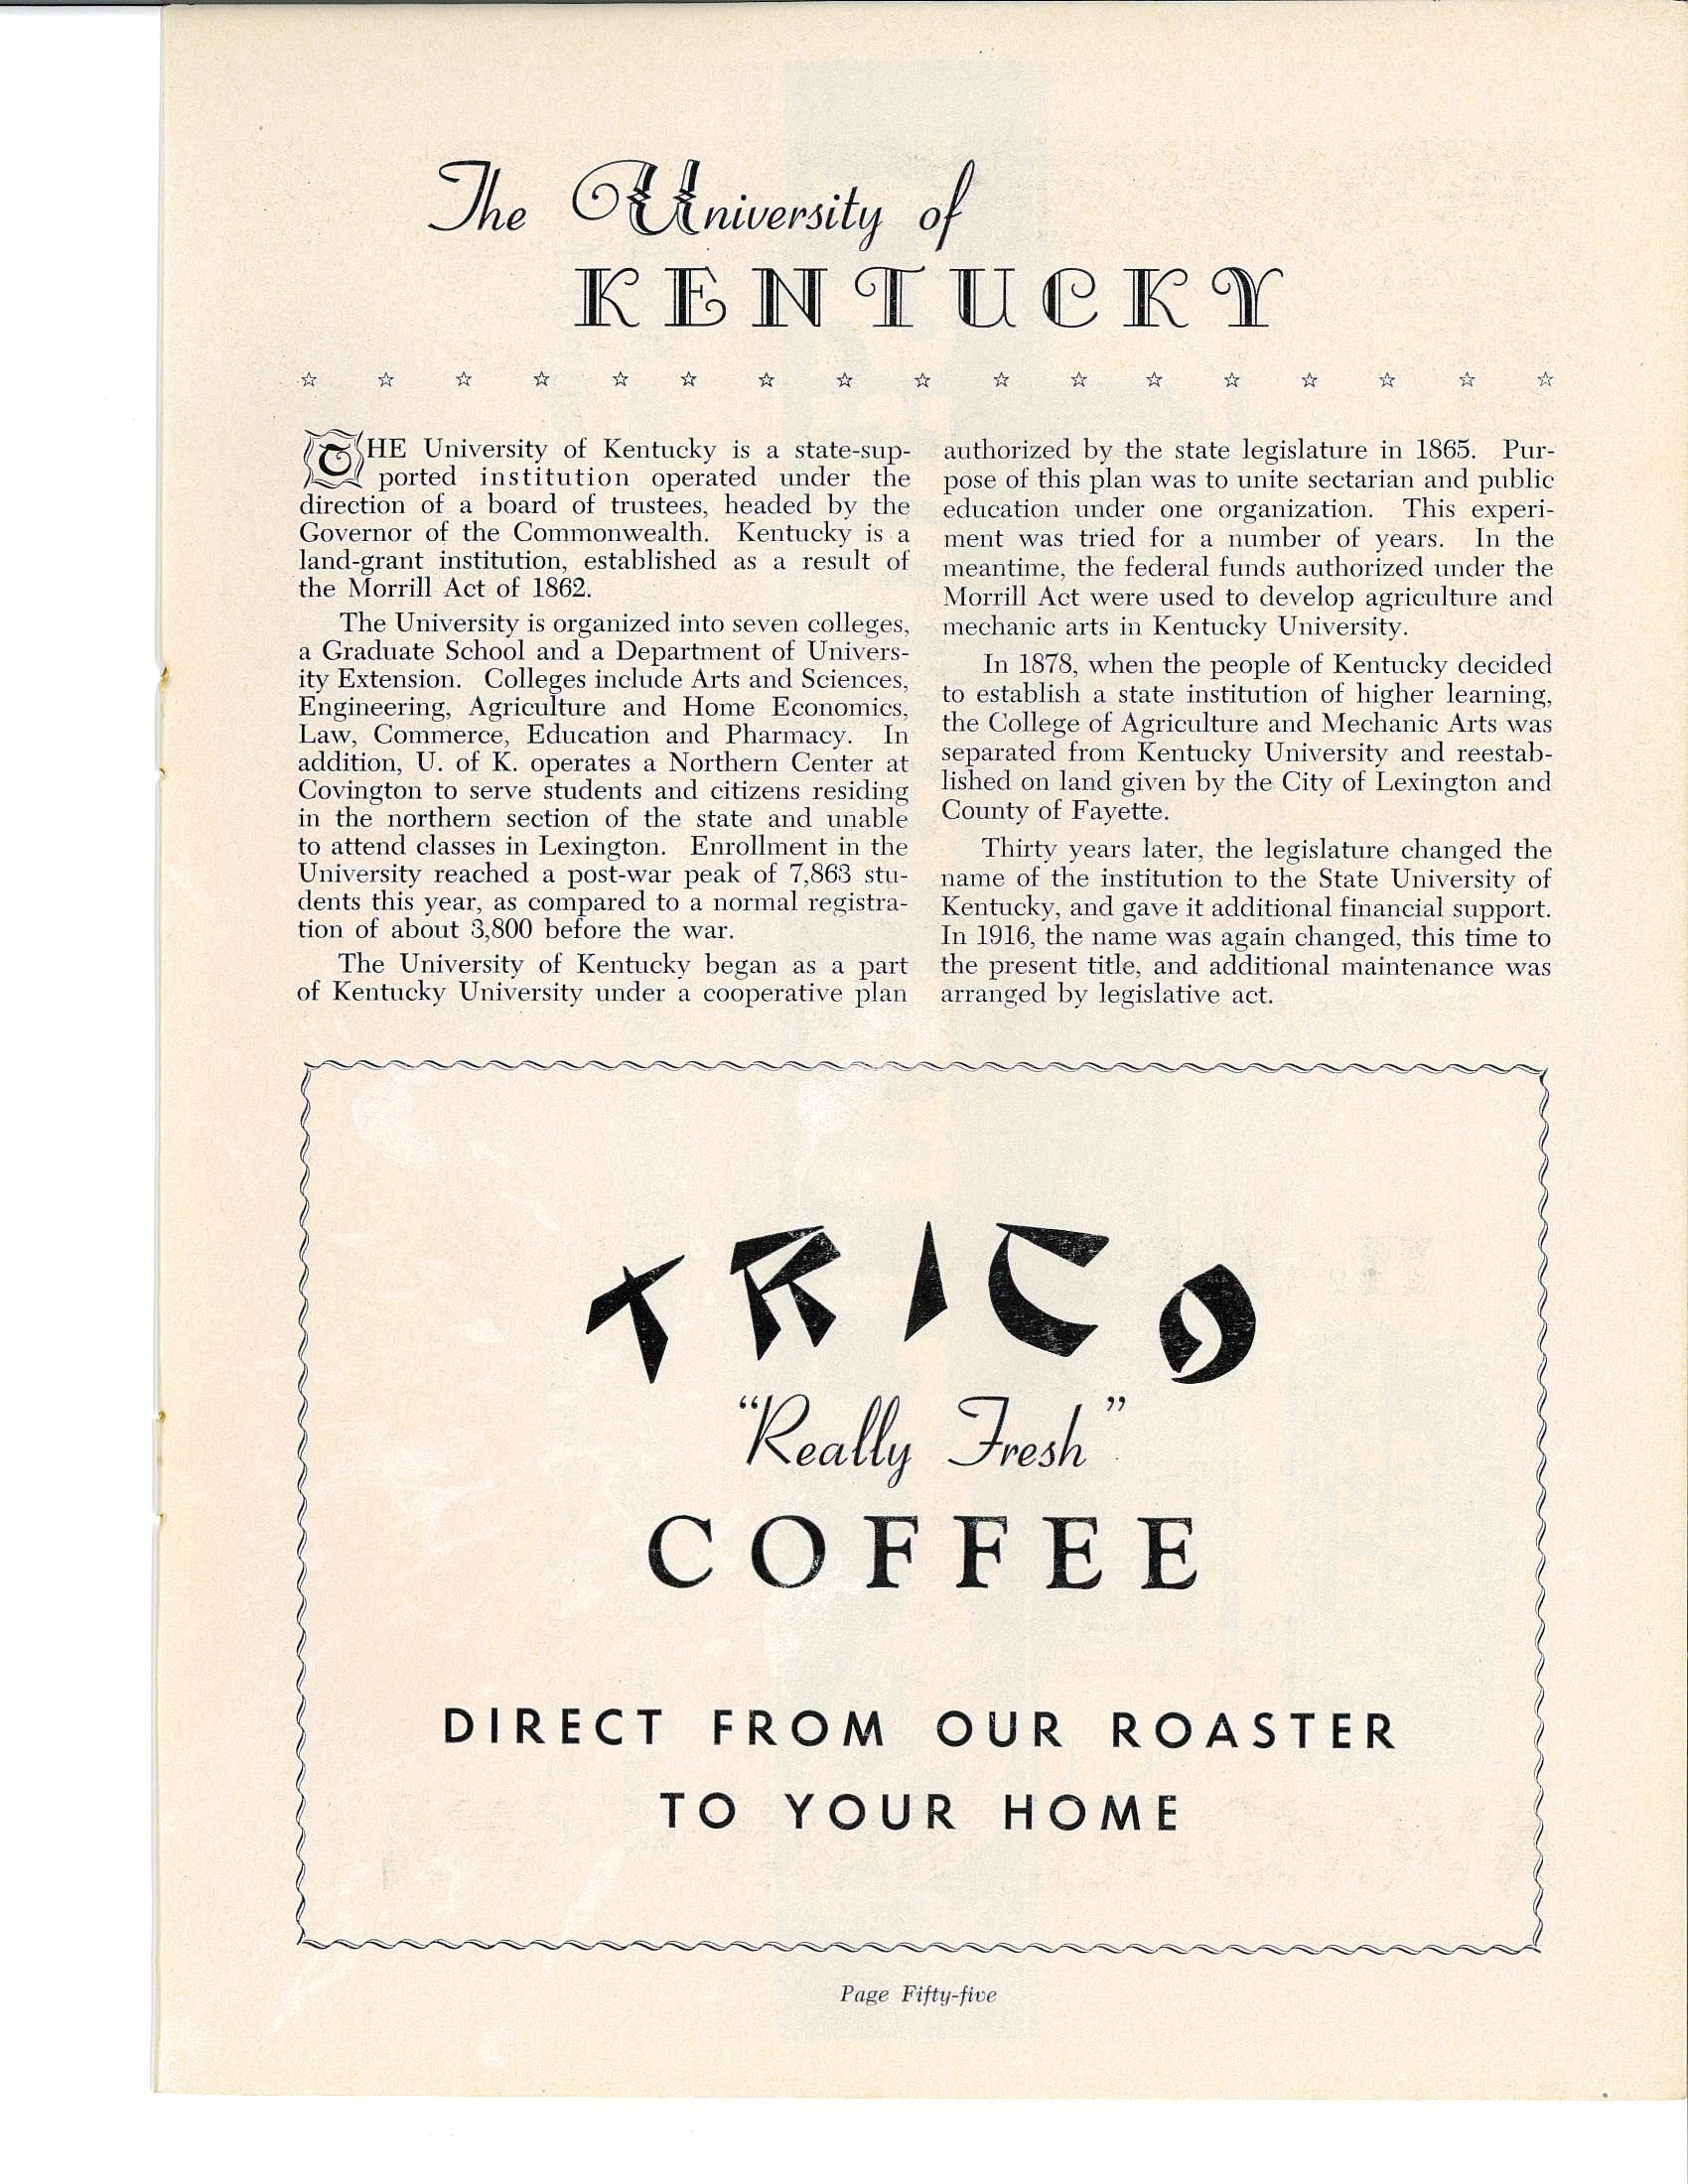 The University of
KENTUCKY
☆ ☆ ☆ ☆ ☆ ☆ ☆ ☆ ☆ ☆ ☆ ☆ ☆ ☆ ☆ ☆ ☆
THE University of Kentucky is a state-sup-
ported institution operated under the
direction of a board of trustees, headed by the
Governor of the Commonwealth. Kentucky is a
land-grant institution, established as a result of
the Morrill Act of 1862.
The University is organized into seven colleges,
a Graduate School and a Department of Univers-
ity Extension. Colleges include Arts and Sciences,
Engineering, Agriculture and Home Economics,
Law, Commerce, Education and Pharmacy. In
addition, U. of K. operates a Northern Center at
Covington to serve students and citizens residing
in the northern section of the state and unable
to attend classes in Lexington. Enrollment in the
University reached a post-war peak of 7,863 stu-
dents this year, as compared to a normal registra-
tion of about 3,800 before the war.
The University of Kentucky began as a part
of Kentucky University under a cooperative plan
authorized by the state legislature in 1865. Pur-
pose of this plan was to unite sectarian and public
education under one organization. This experi-
ment was tried for a number of years. In the
meantime, the federal funds authorized under the
Morrill Act were used to develop agriculture and
mechanic arts in Kentucky University.
In 1878, when the people of Kentucky decided
to establish a state institution of higher learning,
the College of Agriculture and Mechanic Arts was
separated from Kentucky University and reestab-
lished on land given by the City of Lexington and
County of Fayette.
Thirty years later, the legislature changed the
name of the institution to the State University of
Kentucky, and gave it additional financial support.
In 1916, the name was again changed, this time to
the present title, and additional maintenance was
arranged by legislative act.
TRICO
"Really Fresh"
COFFEE
DIRECT FROM OUR ROASTER
TO YOUR HOME
Page Fifty-five